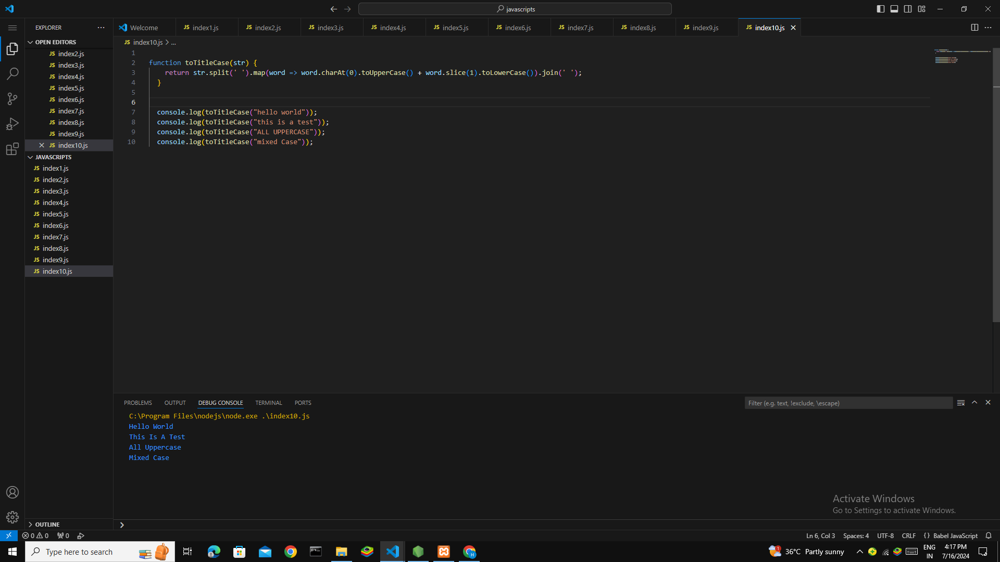 javascripts
EXPLORER
Welcome
JS index1.js
JS index2.js
JS index3.js
JS index4.js
JS index5.js
JS index6.js
JS index7.js
JS index8.js
JS index9.js
JS index10.js
OPEN EDITORS
JS index2.js
JS index3.js
JS index4.js
JS index5.js
JS index6.js
JS index7.js
JS index8.js
JS index9.js
JS index10.js
JAVASCRIPTS
JS index1.js
JS index2.js
JS index3.js
JS index4.js
JS index5.js
JS index6.js
JS index7.js
JS index8.js
JS index9.js
JS index10.js
OUTLINE
JS index10.js > ...
1
2 function toTitleCase(str) {
3 return str.split(' ').map(word => word.charAt(0).toUpperCase() + word.slice(1).toLowerCase()).join(' ');
4 }
5
6
7 console.log(toTitleCase("hello world"));
8 console.log(toTitleCase("this is a test"));
9 console.log(toTitleCase("ALL UPPERCASE"));
10 console.log(toTitleCase("mixed Case"));
PROBLEMS OUTPUT DEBUG CONSOLE TERMINAL PORTS
Filter (e.g. text, !exclude, \escape)
C:\Program Files\nodejs\node.exe .\index10.js
Hello World
This Is A Test
All Uppercase
Mixed Case
Activate Windows
Go to Settings to activate Windows.
0 0 0
Ln 6, Col 3 Spaces: 4 UTF-8 CRLF {} Babel JavaScript
Type here to search
H
1
36°C Partly sunny
ENG
IN
4:17 PM
7/16/2024